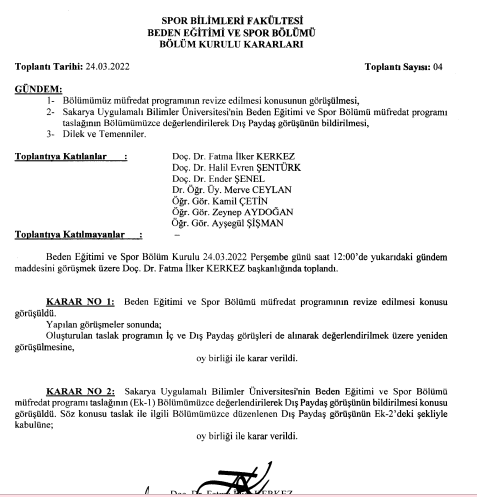 SPOR BİLİMLERİ FAKÜLTESİ
BEDEN EĞİTİMİ VE SPOR BÖLÜMÜ
BÖLÜM KURULU KARARLARI
Toplantı Tarihi: 24.03.2022 Toplantı Sayısı: 04
GÜNDEM:
1- Bölümümüz müfredat programının revize edilmesi konusunun görüşülmesi,
2- Sakarya Uygulamalı Bilimler Üniversitesi'nin Beden Eğitimi ve Spor Bölümü müfredat programı
taslağının Bölümümüzce değerlendirilerek Dış Paydaş görüşünün bildirilmesi,
3- Dilek ve Temenniler.
Toplantıya Katılanlar : Doç. Dr. Fatma İlker KERKEZ
Doç. Dr. Halil Evren ŞENTÜRK
Doç. Dr. Ender ŞENEL
Dr. Öğr. Üy. Merve CEYLAN
Öğr. Gör. Kamil ÇETİN
Öğr. Gör. Zeynep AYDOĞAN
Öğr. Gör. Ayşegül ŞİŞMAN
Toplantıya Katılmayanlar : –
Beden Eğitimi ve Spor Bölüm Kurulu 24.03.2022 Perşembe günü saat 12:00'de yukarıdaki gündem
maddesini görüşmek üzere Doç. Dr. Fatma İlker KERKEZ başkanlığında toplandı.
KARAR NO 1: Beden Eğitimi ve Spor Bölümü müfredat programının revize edilmesi konusu
görüşüldü.
Yapılan görüşmeler sonunda;
Oluşturulan taslak programın İç ve Dış Paydaş görüşleri de alınarak değerlendirilmek üzere yeniden
görüşülmesine,
oy birliği ile karar verildi.
KARAR NO 2: Sakarya Uygulamalı Bilimler Üniversitesi'nin Beden Eğitimi ve Spor Bölümü
müfredat programı taslağının (Ek-1) Bölümümüzce değerlendirilerek Dış Paydaş görüşünün bildirilmesi konusu
görüşüldü. Söz konusu taslak ile ilgili Bölümümüzce düzenlenen Dış Paydaş görüşünün Ek-2'deki şekliyle
kabulüne;
oy birliği ile karar verildi.